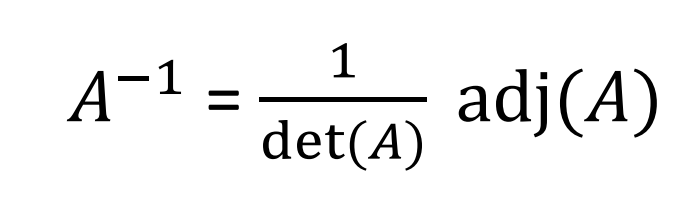 A⁻¹ = 1/det(A) adj(A)